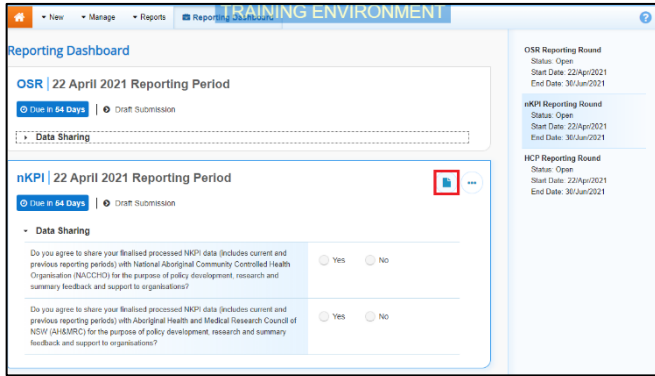 New
Manage
Reports
Reporting Dashboard
TRAINING ENVIRONMENT
?
Reporting Dashboard
OSR | 22 April 2021 Reporting Period
Due in 64 Days | Draft Submission
Data Sharing
nKPI | 22 April 2021 Reporting Period
Due in 64 Days | Draft Submission
Data Sharing
Do you agree to share your finalised processed NKPI data (includes current and
previous reporting periods) with National Aboriginal Community Controlled Health
Organisation (NACCHO) for the purpose of policy development, research and
summary feedback and support to organisations?
Yes No
Do you agree to share your finalised processed NKPI data (includes current and
previous reporting periods) with Aboriginal Health and Medical Research Council of
NSW (AH&MRC) for the purpose of policy development, research and summary
feedback and support to organisations?
Yes No
OSR Reporting Round
Status: Open
Start Date: 22/Apr/2021
End Date: 30/Jun/2021
nKPI Reporting Round
Status: Open
Start Date: 22/Apr/2021
End Date: 30/Jun/2021
HCP Reporting Round
Status: Open
Start Date: 22/Apr/2021
End Date: 30/Jun/2021